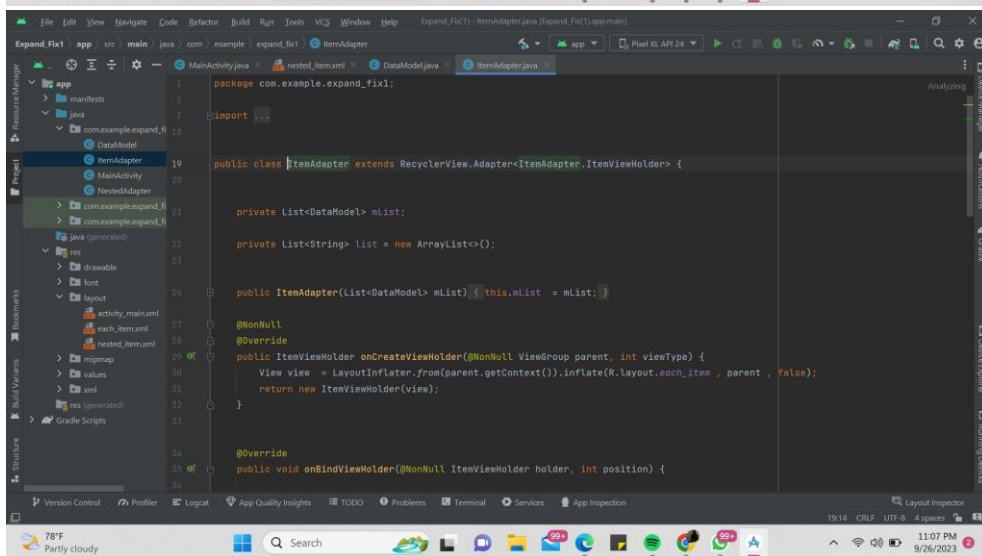 File Edit View Navigate Code Refactor Build Run Tools VCS Window Help Expand_Fix(1) - ItemAdapter.java [Expand_Fix(1).app.main]
Expand_Fix1 app src main java com example expand_fix1 ItemAdapter app Pixel XL API 24
MainActivity.java nested_item.xml DataModel.java ItemAdapter.java
Resource Manager
Project
Bookmarks
Build Variants
Structure
app
manifests
java
com.example.expand_fi
DataModel
ItemAdapter
MainActivity
NestedAdapter
com.example.expand_fi
com.example.expand_fi
java (generated)
res
drawable
font
layout
activity_main.xml
each_item.xml
nested_item.xml
mipmap
values
xml
res (generated)
Gradle Scripts
Analyzing
1 package com.example.expand_fix1;
2
3 import ...
18
19 public class ItemAdapter extends RecyclerView.Adapter<ItemAdapter.ItemViewHolder> {
20
21 private List<DataModel> mList;
22 private List<String> list = new ArrayList<>();
23
24 public ItemAdapter(List<DataModel> mList) { this.mList = mList; }
27 @NonNull
28 @Override
29 public ItemViewHolder onCreateViewHolder(@NonNull ViewGroup parent, int viewType) {
30 View view = LayoutInflater.from(parent.getContext()).inflate(R.layout.each_item , parent , false);
31 return new ItemViewHolder(view);
32 }
33
34 @Override
35 public void onBindViewHolder(@NonNull ItemViewHolder holder, int position) {
36
Version Control Profiler Logcat App Quality Insights TODO Problems Terminal Services App Inspection Layout Inspector
19:14 CRLF UTF-8 4 spaces
78°F
Partly cloudy
Search
99+
99+
11:07 PM
9/26/2023
2